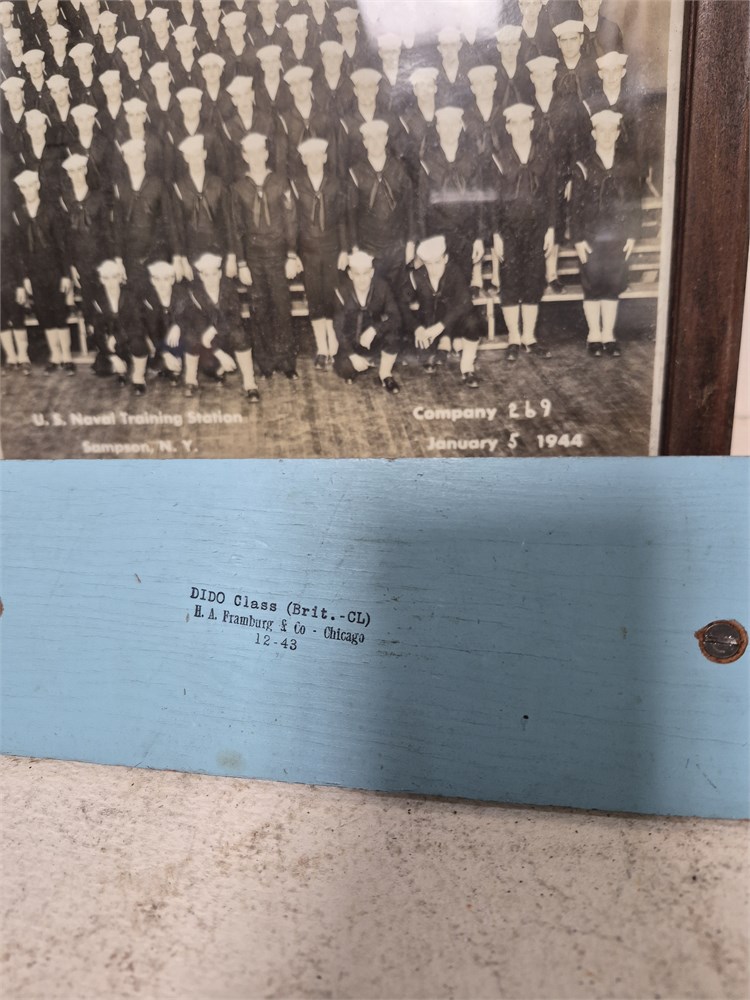 U. S. Naval Training Station
Sampson, N. Y.
Company 269
January 5 1944
DIDO Class (Brit.-CL)
H. A. Framburg & Co - Chicago
12-43